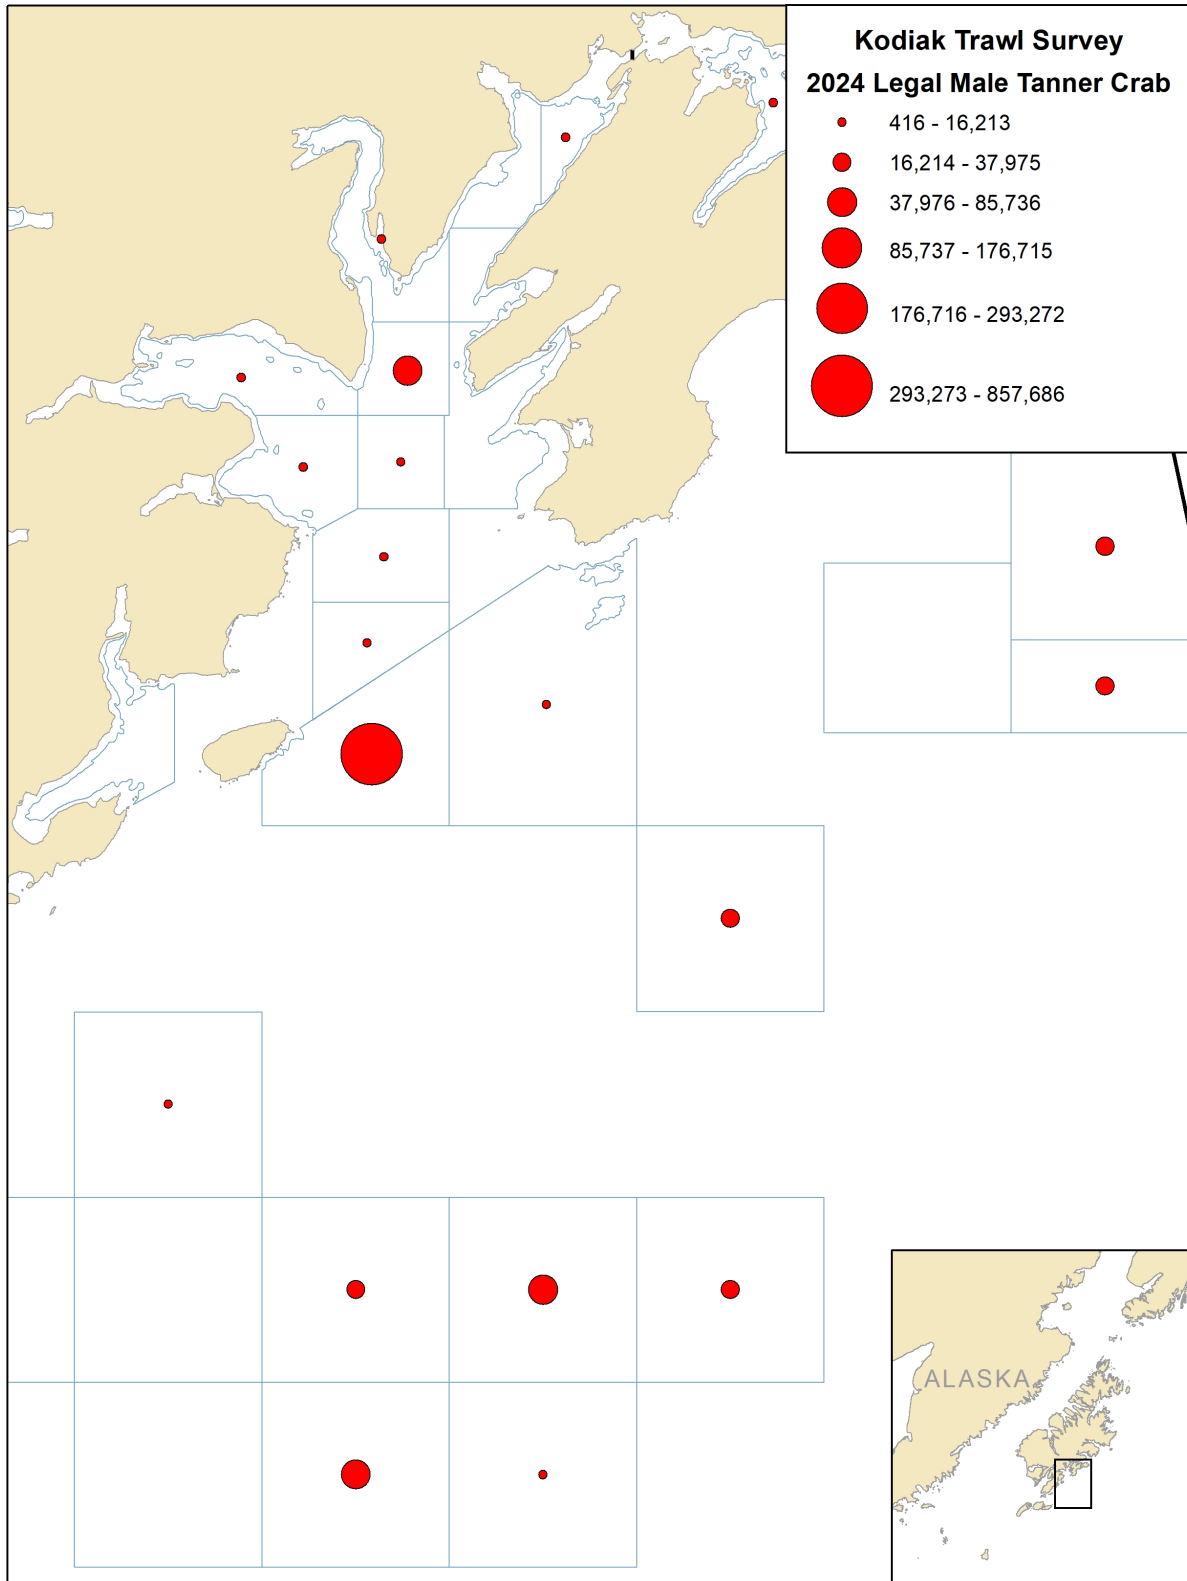 Kodiak Trawl Survey
2024 Legal Male Tanner Crab
416 - 16,213
16,214 - 37,975
37,976 - 85,736
85,737 - 176,715
176,716 - 293,272
293,273 - 857,686
ALASKA